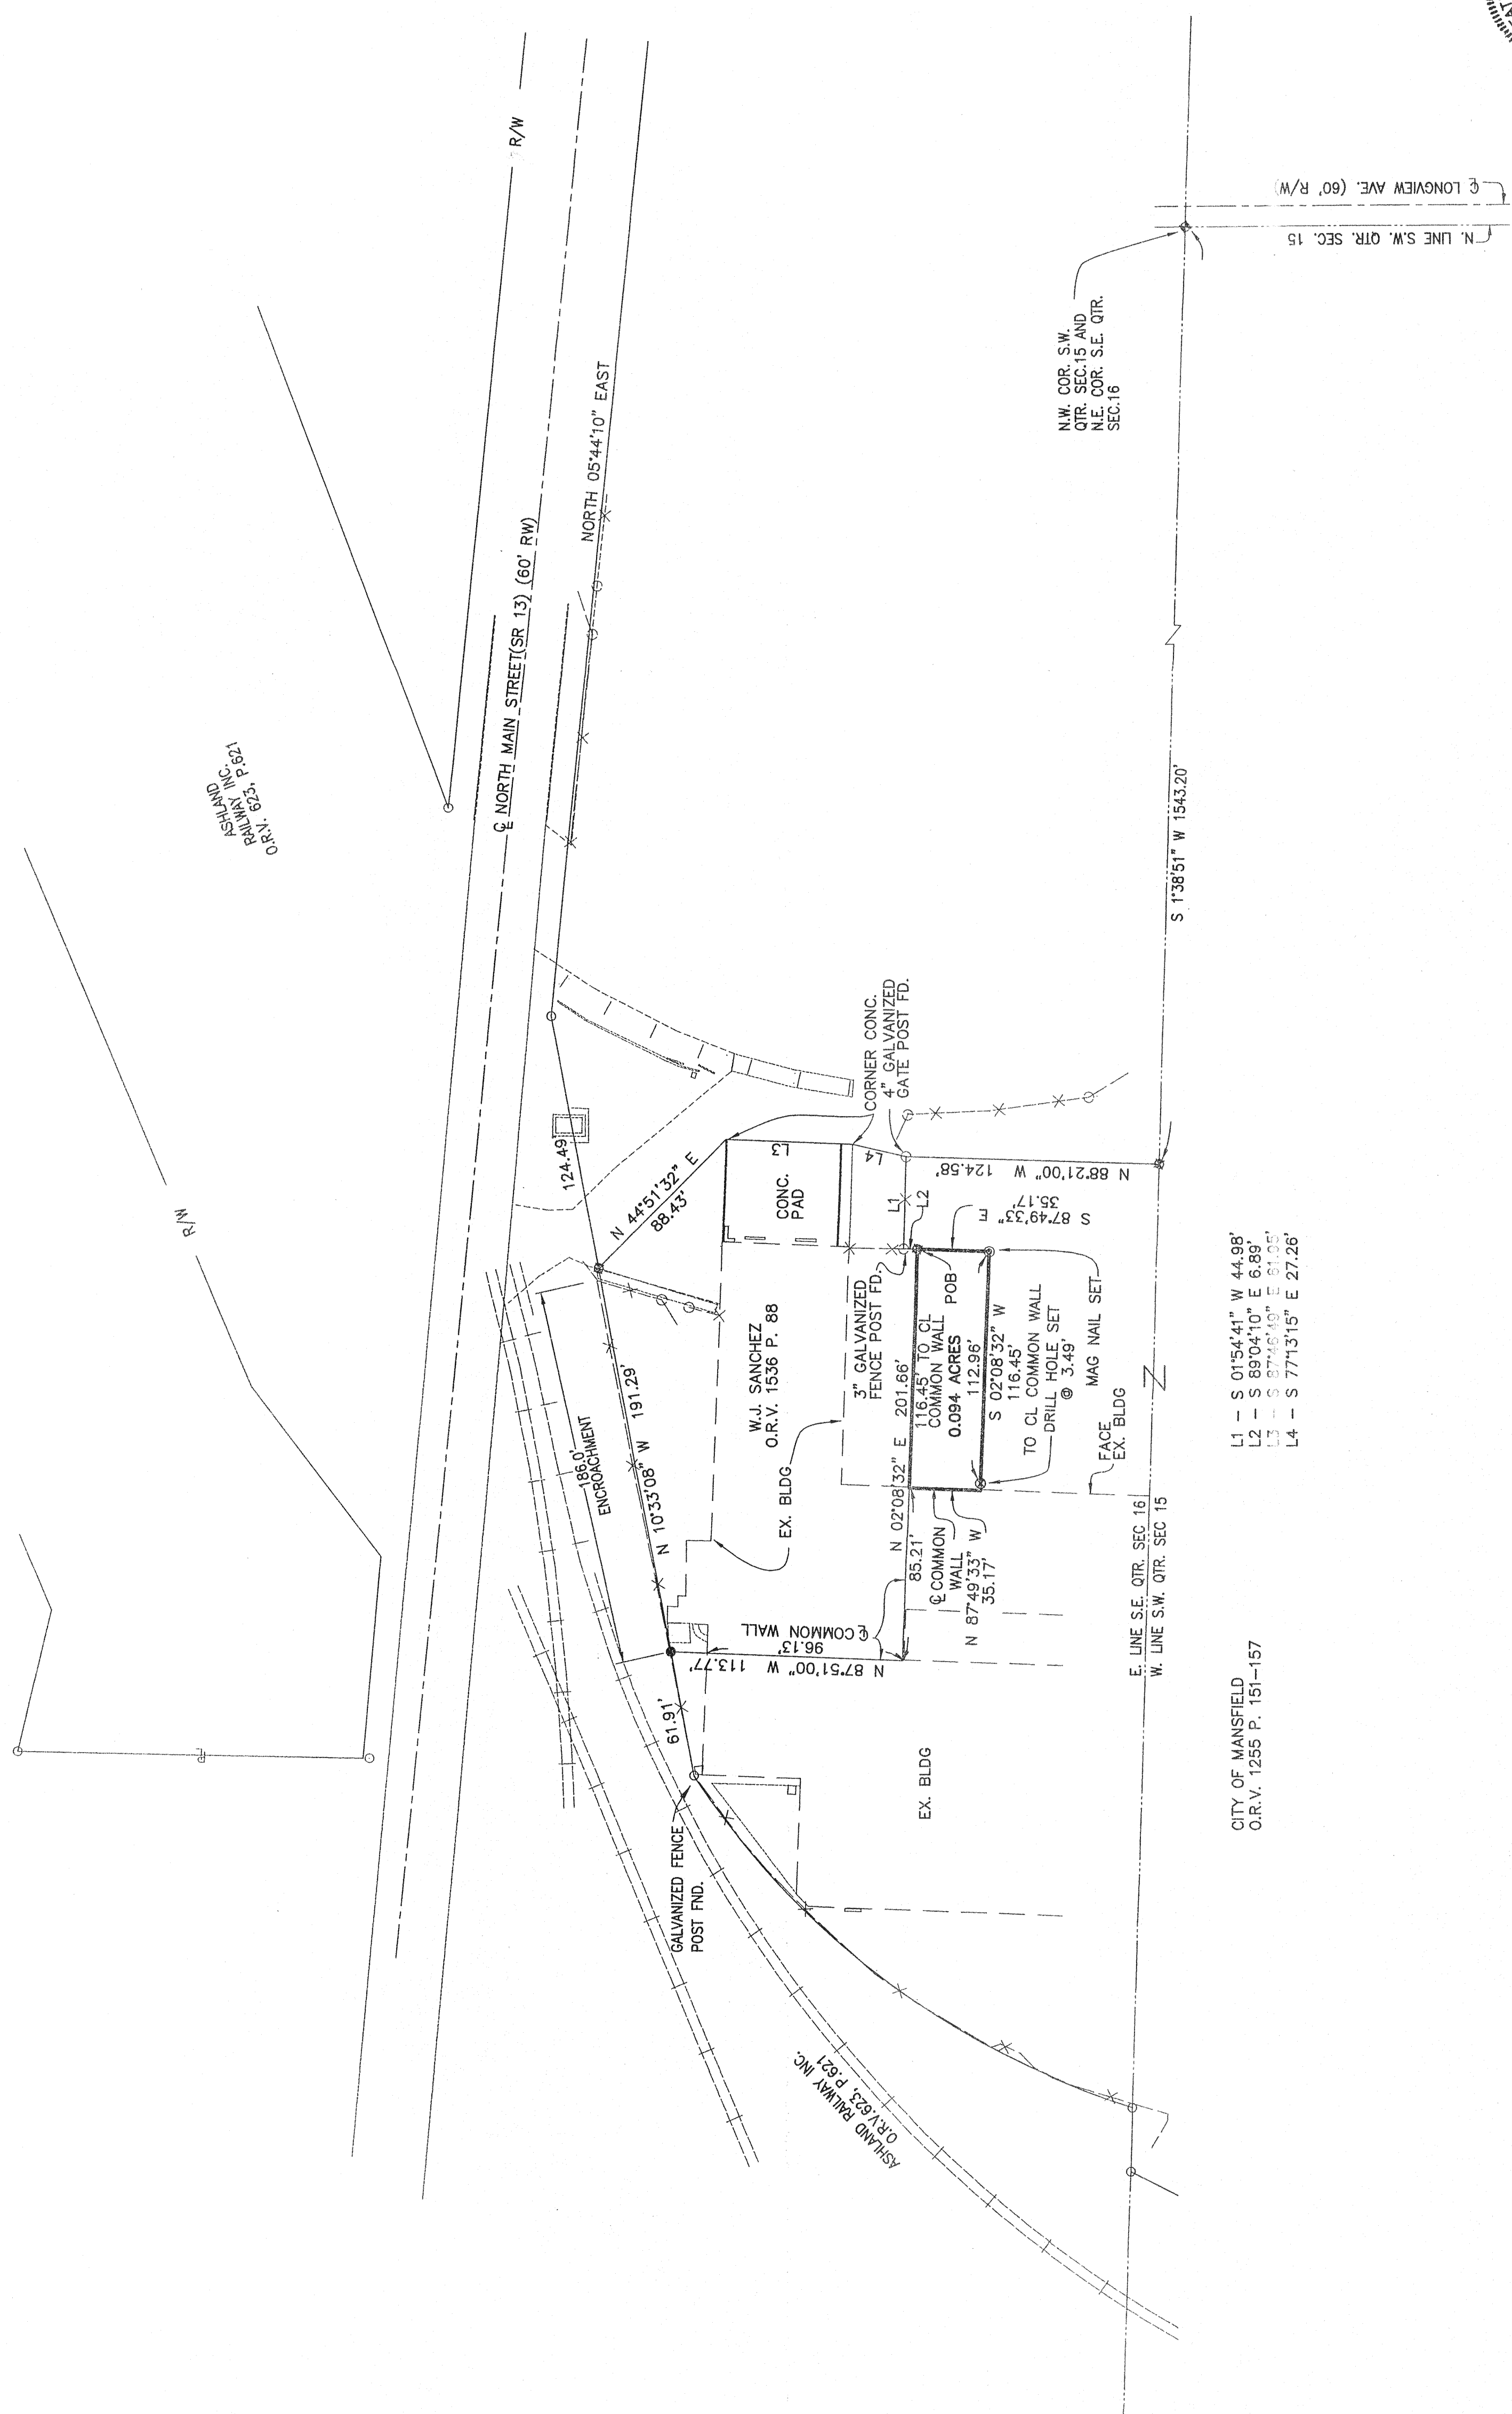 R/W
R/W
ASHLAND
RAILWAY INC.
O.R.V. 623, P.621
℄ NORTH MAIN STREET(SR 13) (60' RW)
NORTH 05°44'10" EAST
℄ LONGVIEW AVE. (60' R/W)
N. LINE S.W. QTR. SEC. 15
N.W. COR. S.W.
QTR. SEC.15 AND
N.E. COR. S.E. QTR.
SEC.16
S 1°38'51" W 1543.20'
124.49'
N 44°51'32" E
88.43'
CORNER CONC.
4" GALVANIZED
GATE POST FD.
L3
L4
CONC.
PAD
L1
L2
N 88°21'00" W 124.58'
S 87°49'33" E
35.17'
186.0'
ENCROACHMENT
N 10°33'08" W 191.29'
W.J. SANCHEZ
O.R.V. 1536 P. 88
3" GALVANIZED
FENCE POST FD.
EX. BLDG
N 02°08'32" E 201.66'
116.45' TO CL
COMMON WALL
0.094 ACRES
POB
112.96'
S 02°08'32" W
116.45'
TO CL COMMON WALL
DRILL HOLE SET
@ 3.49'
MAG NAIL SET
FACE
EX. BLDG
85.21'
℄ COMMON
WALL
N 87°49'33" W
35.17'
℄ COMMON WALL
96.13'
N 87°51'00" W 113.77'
61.91'
GALVANIZED FENCE
POST FND.
EX. BLDG
E. LINE S.E. QTR. SEC 16
W. LINE S.W. QTR. SEC 15
ASHLAND RAILWAY INC.
O.R.V.623, P.621
L1 – S 01°54'41" W 44.98'
L2 – S 89°04'10" E 6.89'
L3 – S 87°46'49" E
L4 – S 77°13'15" E 27.26'
CITY OF MANSFIELD
O.R.V. 1255 P. 151–157